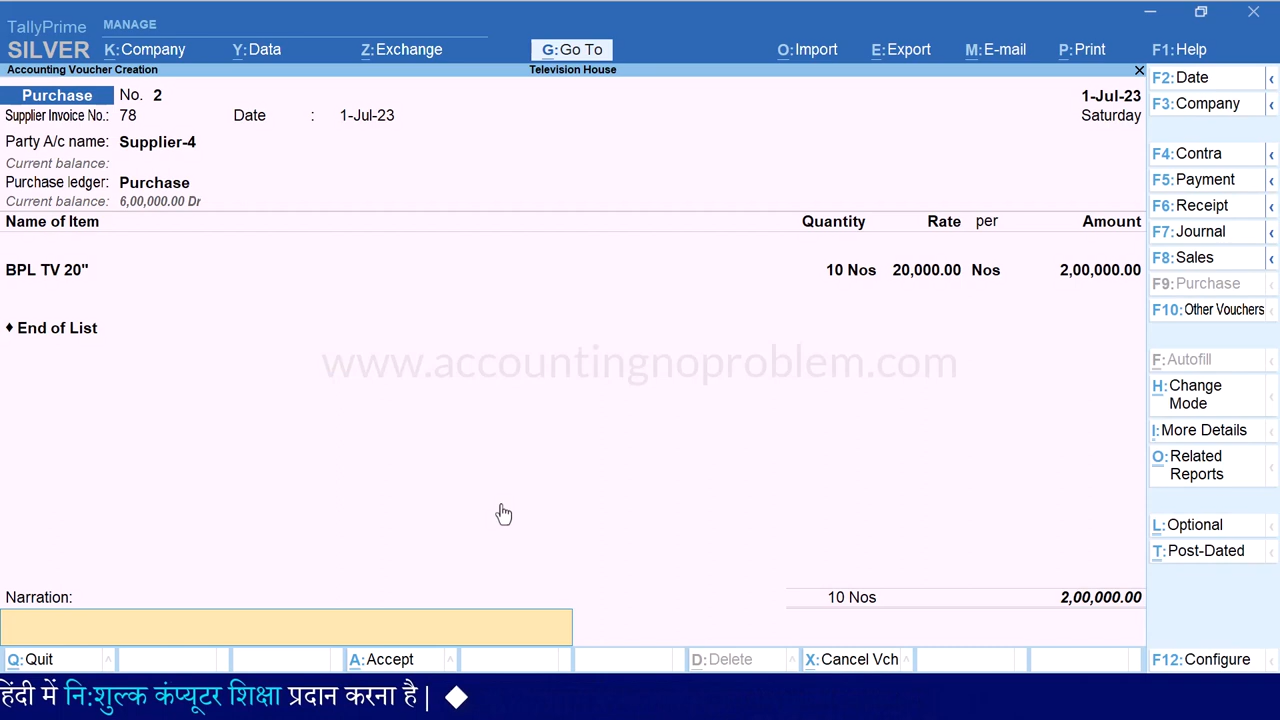 TallyPrime MANAGE
SILVER K:Company Y:Data Z:Exchange G:Go To O:Import E:Export M:E-mail P:Print F1:Help
Accounting Voucher Creation Television House
Purchase No. 2 1-Jul-23
Supplier Invoice No.: 78 Date : 1-Jul-23 Saturday
Party A/c name: Supplier-4
Current balance:
Purchase ledger: Purchase
Current balance: 6,00,000.00 Dr
Name of Item Quantity Rate per Amount
BPL TV 20" 10 Nos 20,000.00 Nos 2,00,000.00
♦ End of List
www.accountingnoproblem.com
Narration: 10 Nos 2,00,000.00
Q:Quit A:Accept D:Delete X:Cancel Vch
F2:Date
F3:Company
F4:Contra
F5:Payment
F6:Receipt
F7:Journal
F8:Sales
F9:Purchase
F10:Other Vouchers
F:Autofill
H:Change
Mode
I:More Details
O:Related
Reports
L:Optional
T:Post-Dated
F12:Configure
हिंदी में नि:शुल्क कंप्यूटर शिक्षा प्रदान करना है | ◆